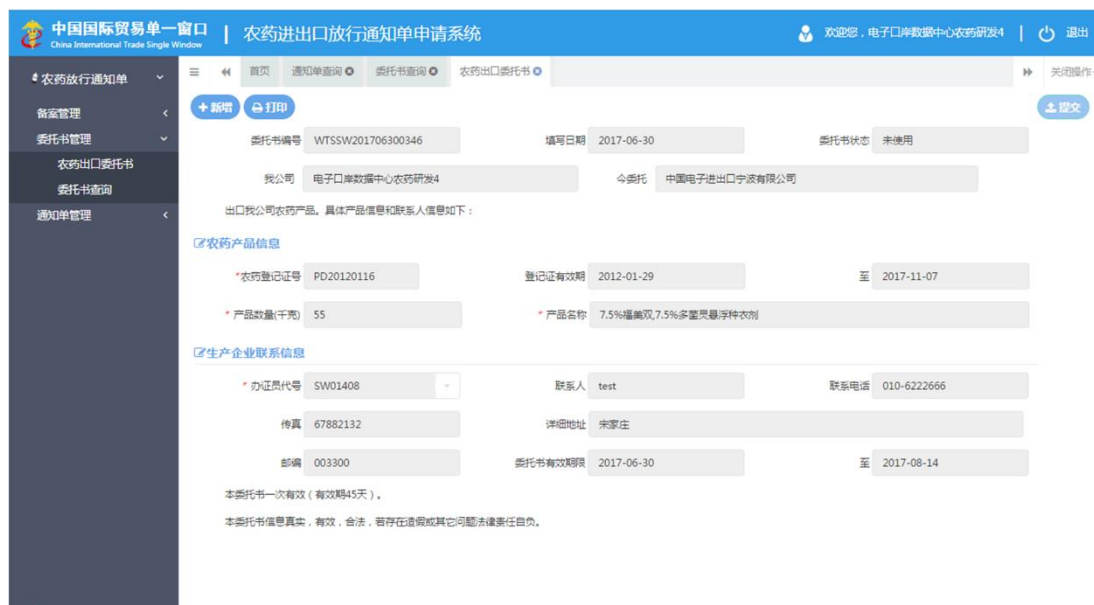 中国国际贸易单一窗口 | 农药进出口放行通知单申请系统 欢迎您，电子口岸数据中心农药研发4 | 退出
China International Trade Single Window
农药放行通知单
备案管理
委托书管理
农药出口委托书
委托书查询
通知单管理
首页 通知单查询 委托书查询 农药出口委托书 关闭操作
新增 打印 提交
委托书编号 WTSSW201706300346 填写日期 2017-06-30 委托书状态 未使用
我公司 电子口岸数据中心农药研发4 今委托 中国电子进出口宁波有限公司
出口我公司农药产品。具体产品信息和联系人信息如下：
农药产品信息
*农药登记证号 PD20120116 登记证有效期 2012-01-29 至 2017-11-07
* 产品数量(千克) 55 * 产品名称 7.5%福美双,7.5%多菌灵悬浮种衣剂
生产企业联系信息
* 办证员代号 SW01408 联系人 test 联系电话 010-6222666
传真 67882132 详细地址 宋家庄
邮编 003300 委托书有效期限 2017-06-30 至 2017-08-14
本委托书一次有效（有效期45天）。
本委托书信息真实，有效，合法，若存在造假或其它问题法律责任自负。